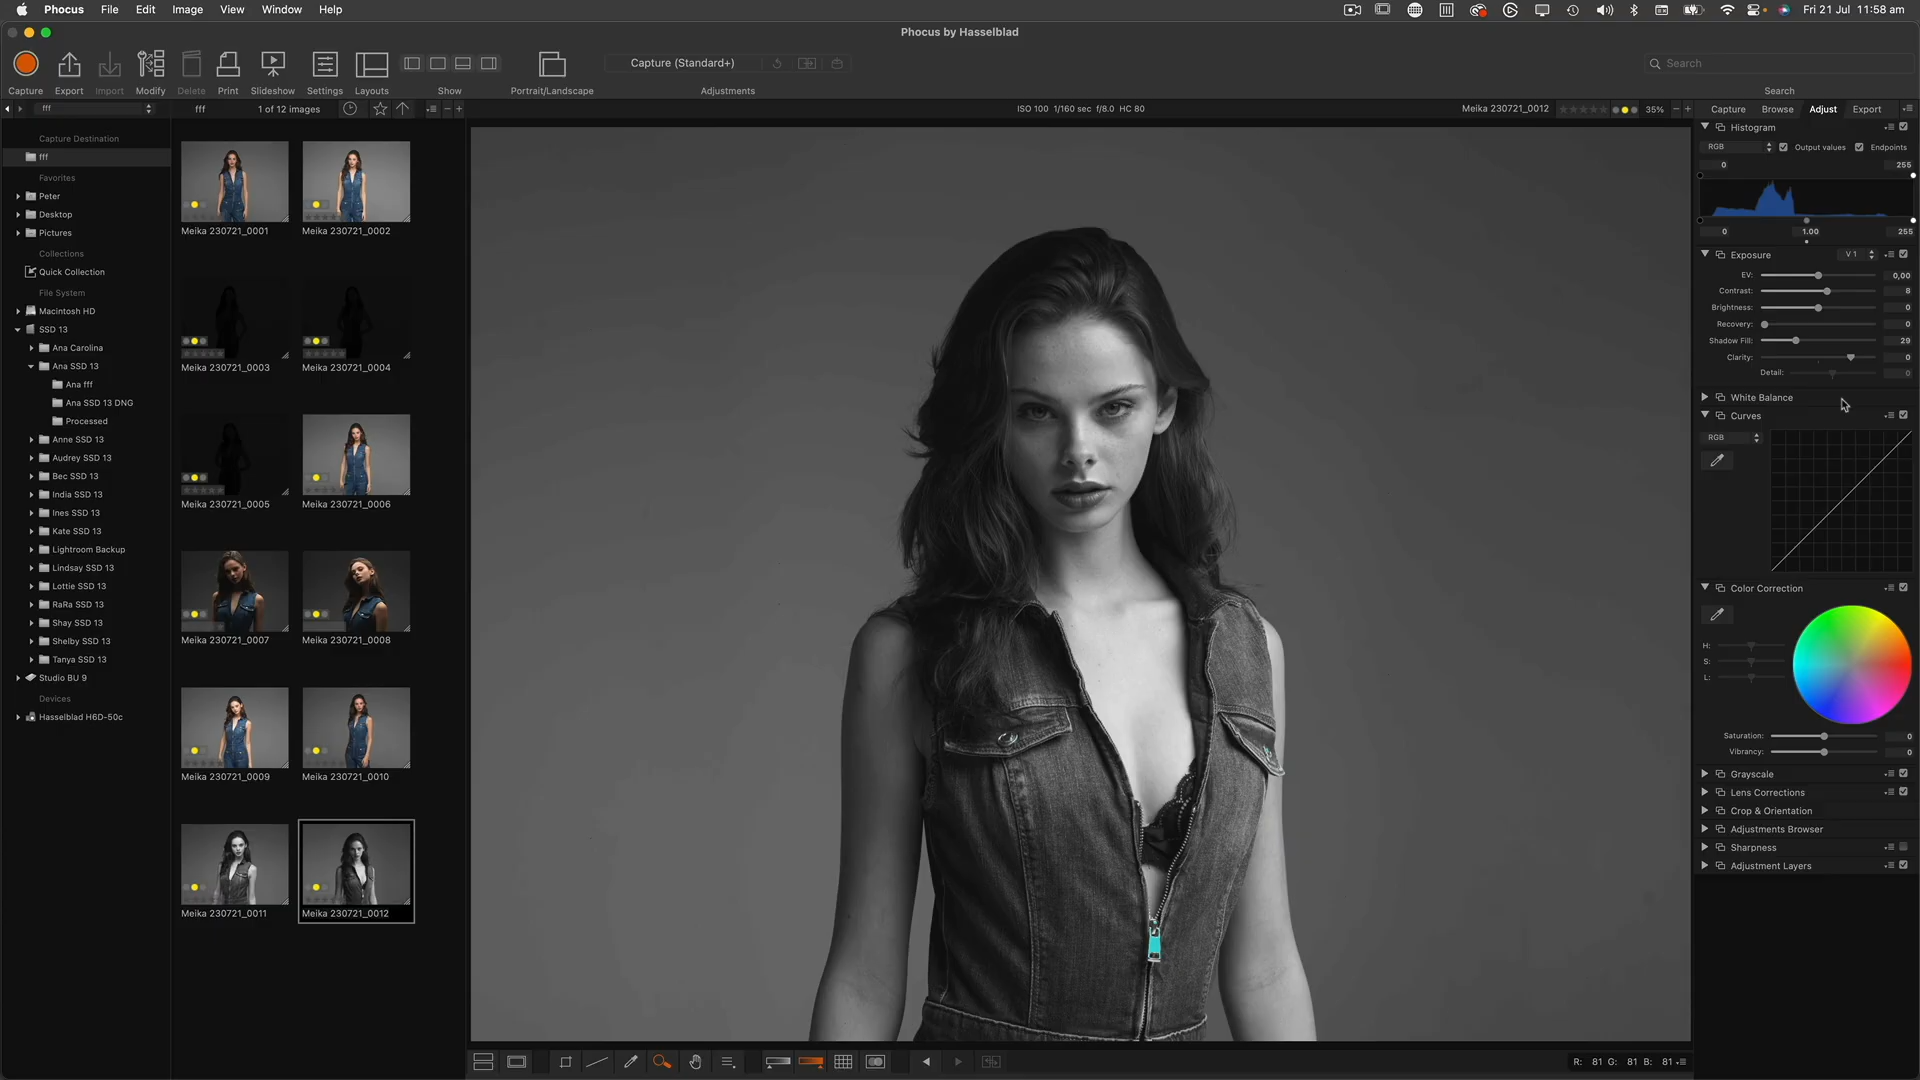 Phocus File Edit Image View Window Help
Fri 21 Jul 11:58 am
Phocus by Hasselblad
Capture (Standard+)
Search
Capture Export Import Modify Delete Print Slideshow Settings Layouts Show Portrait/Landscape Adjustments Search
fff
fff 1 of 12 images
ISO 100 1/160 sec f/8.0 HC 80
Meika 230721_0012
35%
Capture Browse Adjust Export
Capture Destination
fff
Favorites
Peter
Desktop
Pictures
Collections
Quick Collection
File System
Macintosh HD
SSD 13
Ana Carolina
Ana SSD 13
Ana fff
Ana SSD 13 DNG
Processed
Anne SSD 13
Audrey SSD 13
Bec SSD 13
India SSD 13
Ines SSD 13
Kate SSD 13
Lightroom Backup
Lindsay SSD 13
Lottie SSD 13
RaRa SSD 13
Shay SSD 13
Shelby SSD 13
Tanya SSD 13
Studio BU 9
Devices
Hasselblad H6D-50c
Meika 230721_0001
Meika 230721_0002
Meika 230721_0003
Meika 230721_0004
Meika 230721_0005
Meika 230721_0006
Meika 230721_0007
Meika 230721_0008
Meika 230721_0009
Meika 230721_0010
Meika 230721_0011
Meika 230721_0012
Histogram
RGB Output values Endpoints
0 255
0 1.00 255
Exposure V 1
EV: 0,00
Contrast: 8
Brightness: 0
Recovery: 0
Shadow Fill: 29
Clarity: 0
Detail: 0
White Balance
Curves
RGB
Color Correction
H:
S:
L:
Saturation: 0
Vibrancy: 0
Grayscale
Lens Corrections
Crop & Orientation
Adjustments Browser
Sharpness
Adjustment Layers
R: 81 G: 81 B: 81